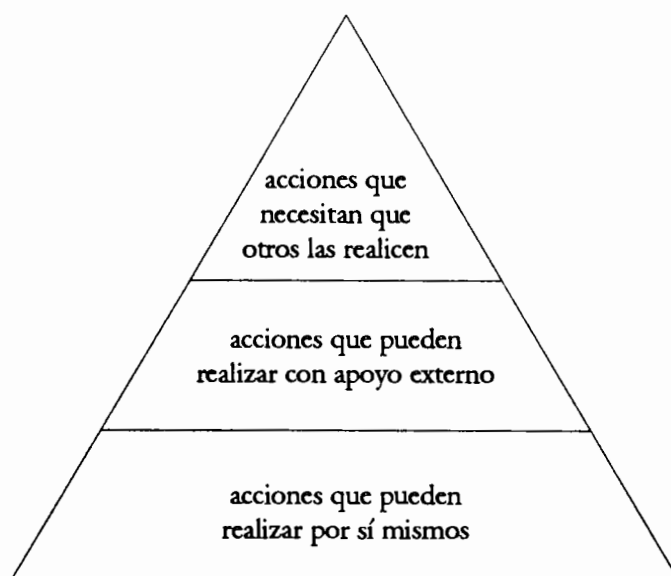 acciones que
necesitan que
otros las realicen
acciones que pueden
realizar con apoyo externo
acciones que pueden
realizar por sí mismos